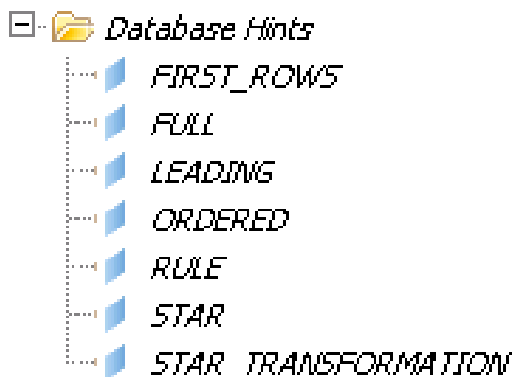 Database Hints
FIRST_ROWS
FULL
LEADING
ORDERED
RULE
STAR
STAR_TRANSFORMATION